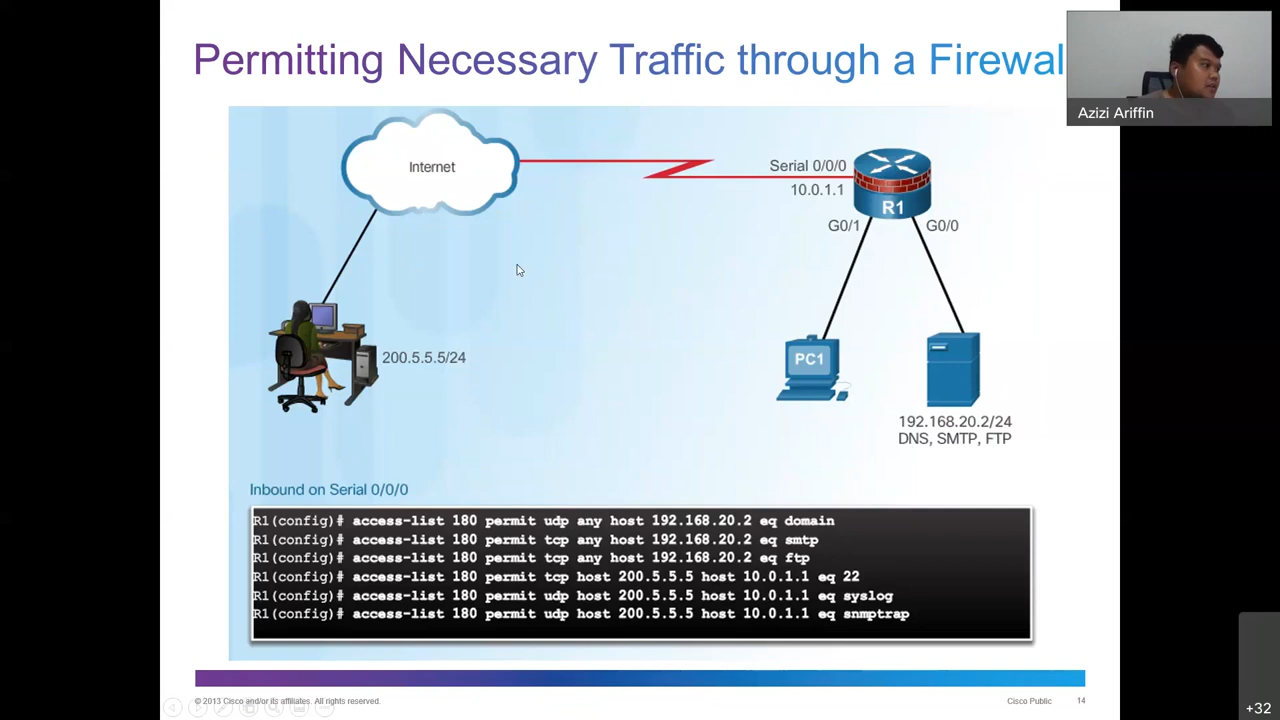 Permitting Necessary Traffic through a Firewal
Azizi Ariffin
Internet
Serial 0/0/0
10.0.1.1
R1
G0/1
G0/0
200.5.5.5/24
PC1
192.168.20.2/24
DNS, SMTP, FTP
Inbound on Serial 0/0/0
R1(config)# access-list 180 permit udp any host 192.168.20.2 eq domain
R1(config)# access-list 180 permit tcp any host 192.168.20.2 eq smtp
R1(config)# access-list 180 permit tcp any host 192.168.20.2 eq ftp
R1(config)# access-list 180 permit tcp host 200.5.5.5 host 10.0.1.1 eq 22
R1(config)# access-list 180 permit udp host 200.5.5.5 host 10.0.1.1 eq syslog
R1(config)# access-list 180 permit udp host 200.5.5.5 host 10.0.1.1 eq snmptrap
© 2013 Cisco and/or its affiliates. All rights reserved.
Cisco Public
14
+32